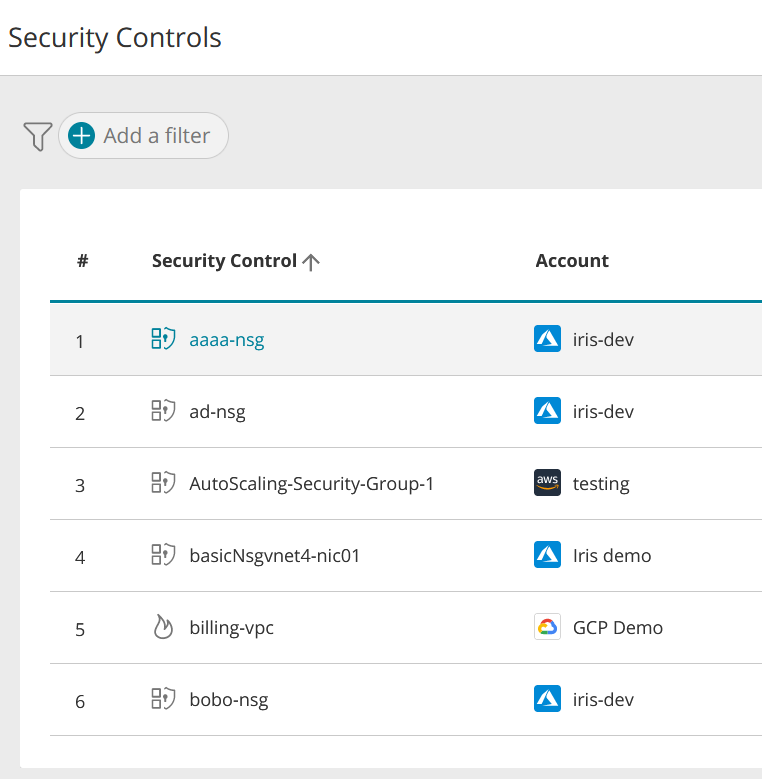 Security Controls
Add a filter
# Security Control Account
1 aaaa-nsg iris-dev
2 ad-nsg iris-dev
3 AutoScaling-Security-Group-1 aws testing
4 basicNsgvnet4-nic01 Iris demo
5 billing-vpc GCP Demo
6 bobo-nsg iris-dev